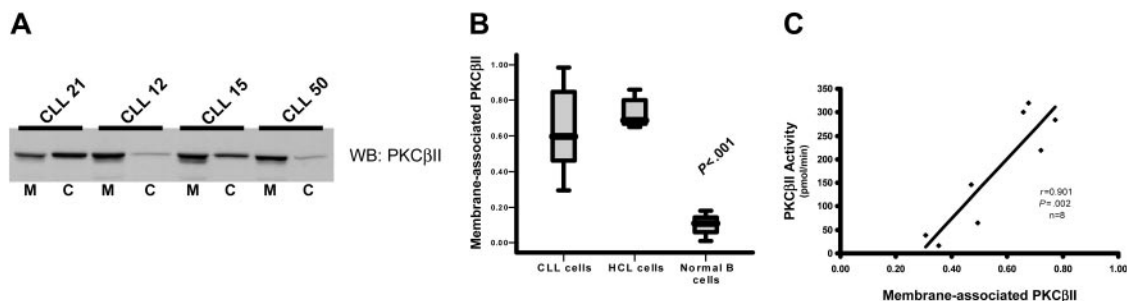 A
CLL 21
CLL 12
CLL 15
CLL 50
WB: PKCβII
M C M C M C M C
B
Membrane-associated PKCβII
1.00
0.80
0.60
0.40
0.20
0.00
P<.001
CLL cells
HCL cells
Normal B
cells
C
PKCβII Activity
(pmol/min)
350
300
250
200
150
100
50
0
r=0.901
P=.002
n=8
0.00 0.20 0.40 0.60 0.80 1.00
Membrane-associated PKCβII